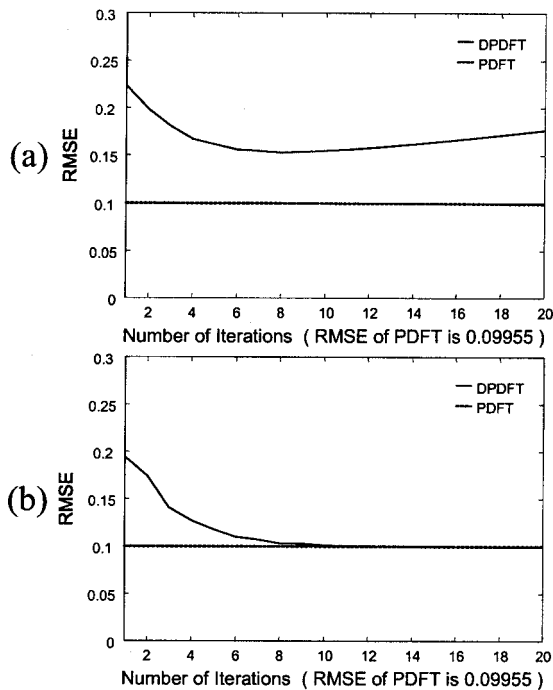 (a)
RMSE
0.3
0.25
0.2
0.15
0.1
0.05
0
DPDFT
PDFT
2 4 6 8 10 12 14 16 18 20
Number of Iterations ( RMSE of PDFT is 0.09955 )
(b)
RMSE
0.3
0.25
0.2
0.15
0.1
0.05
0
DPDFT
PDFT
2 4 6 8 10 12 14 16 18 20
Number of Iterations ( RMSE of PDFT is 0.09955 )